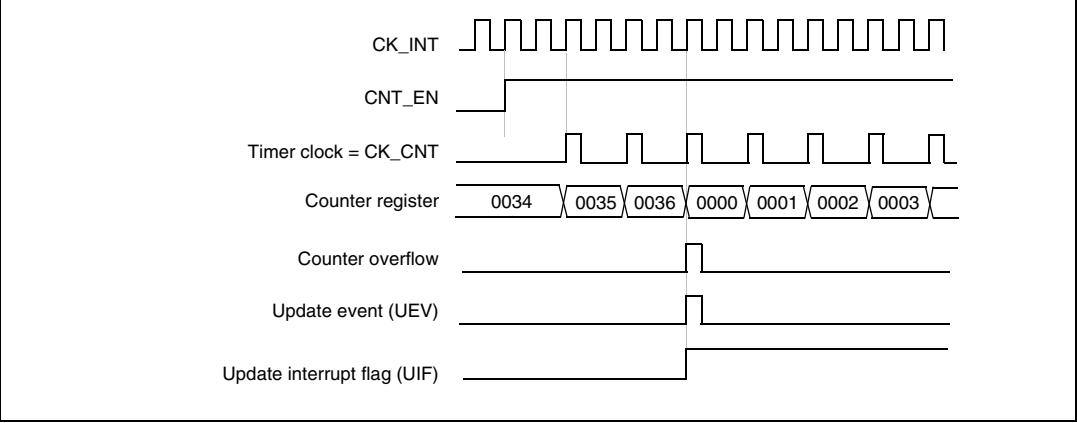 CK_INT
CNT_EN
Timer clock = CK_CNT
Counter register
0034 0035 0036 0000 0001 0002 0003
Counter overflow
Update event (UEV)
Update interrupt flag (UIF)